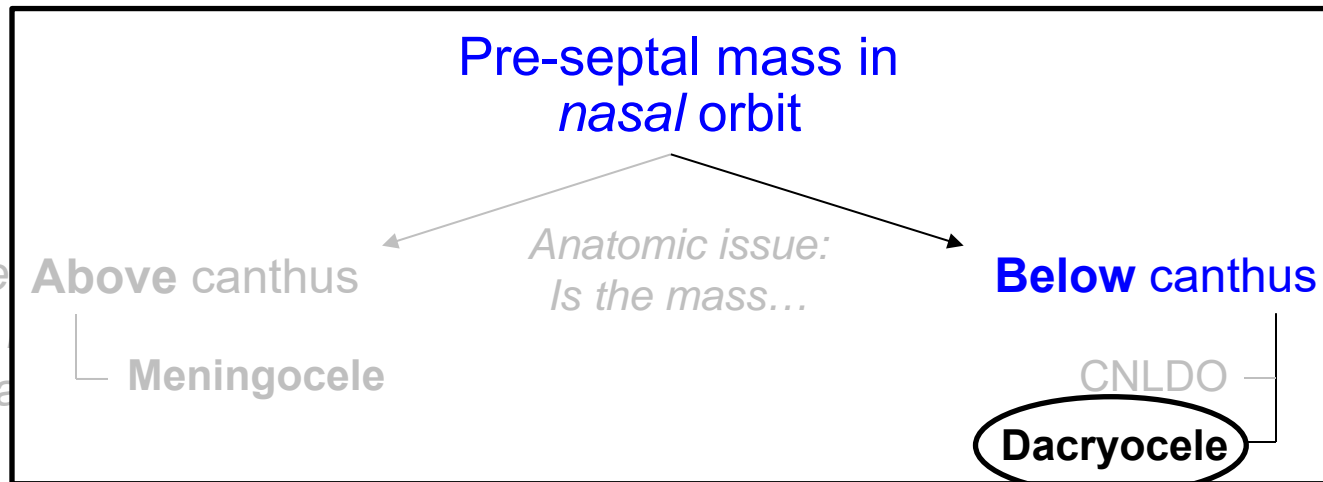 Pre-septal mass in
nasal orbit
Anatomic issue:
Is the mass…
Above canthus
Below canthus
Meningocele
CNLDO
Dacryocele